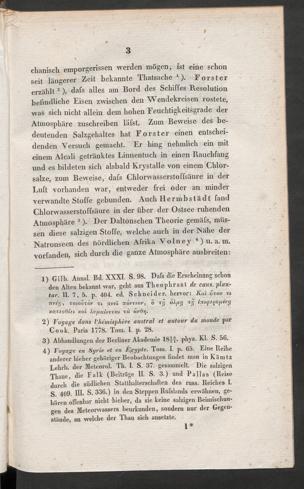 3
chanisch emporgerissen werden mögen, ist eine schon
seit längerer Zeit bekannte Thatsache ¹). Forster
erzählt ²), daſs alles am Bord des Schiffes Resolution
befindliche Eisen zwischen den Wendekreisen rostete,
was sich nicht allein dem hohen Feuchtigkeitsgrade der
Atmosphäre zuschreiben läſst. Zum Beweise des be-
deutenden Salzgehaltes hat Forster einen entschei-
denden Versuch gemacht. Er hing nehmlich ein mit
einem Alcali getränktes Linnentuch in einen Rauchfang
und es bildeten sich alsbald Krystalle von einem Chlor-
salze, zum Beweise, daſs Chlorwasserstoffsäure in der
Luft vorhanden war, entweder frei oder an minder
verwandte Stoffe gebunden. Auch Hermbstädt fand
Chlorwasserstoffsäure in der über der Ostsee ruhenden
Atmosphäre ³). Der Daltonschen Theorie gemäſs, müs-
sen diese salzigen Stoffe, welche auch in der Nähe der
Natronseen des nördlichen Afrika Volney ⁴) u. a. m.
vorfanden, sich durch die ganze Atmosphäre ausbreiten:
1) Gilb. Annal. Bd. XXXI. S. 98. Daſs die Erscheinung schon
den Alten bekannt war, geht aus Theophrast de caus. plan-
tar. II. 7, b. p. 404. ed. Schneider. hervor:
2) Voyage dans l'hémisphère austral et autour du monde par
Cook. Paris 1778. Tom. I. p. 28.
3) Abhandlungen der Berliner Akademie phys. Kl. S. 56.
4) Voyage en Syrie et en Égypte. Tom. I. p. 65. Eine Reihe
anderer hieher gehöriger Beobachtungen findet man in Kämtz
Lehrb. der Meteorol. Th. I. S. 37. gesammelt. Die salzigen
Thaue, die Falk (Beiträge II. S. 3.) und Pallas (Reise
durch die südlichen Statthalterschaften des russ. Reiches I.
S. 409. III. S. 336.) in den Steppen Ruſslands erwähnen, ge-
hören offenbar nicht hieher, da sie keine salzigen Beimischun-
gen des Meteorwassers beurkunden, sondern nur der Gegen-
stände, an welche der Thau sich ansetzte.
1*